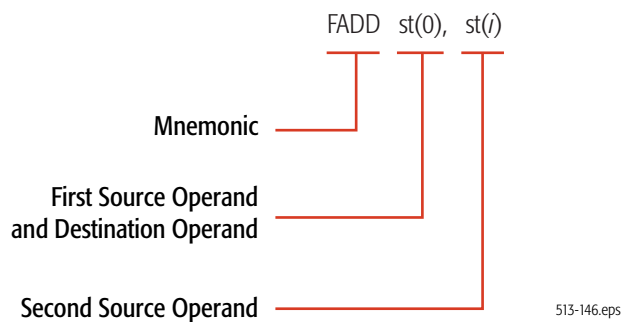 FADD st(0), st(i)
Mnemonic
First Source Operand
and Destination Operand
Second Source Operand
513-146.eps